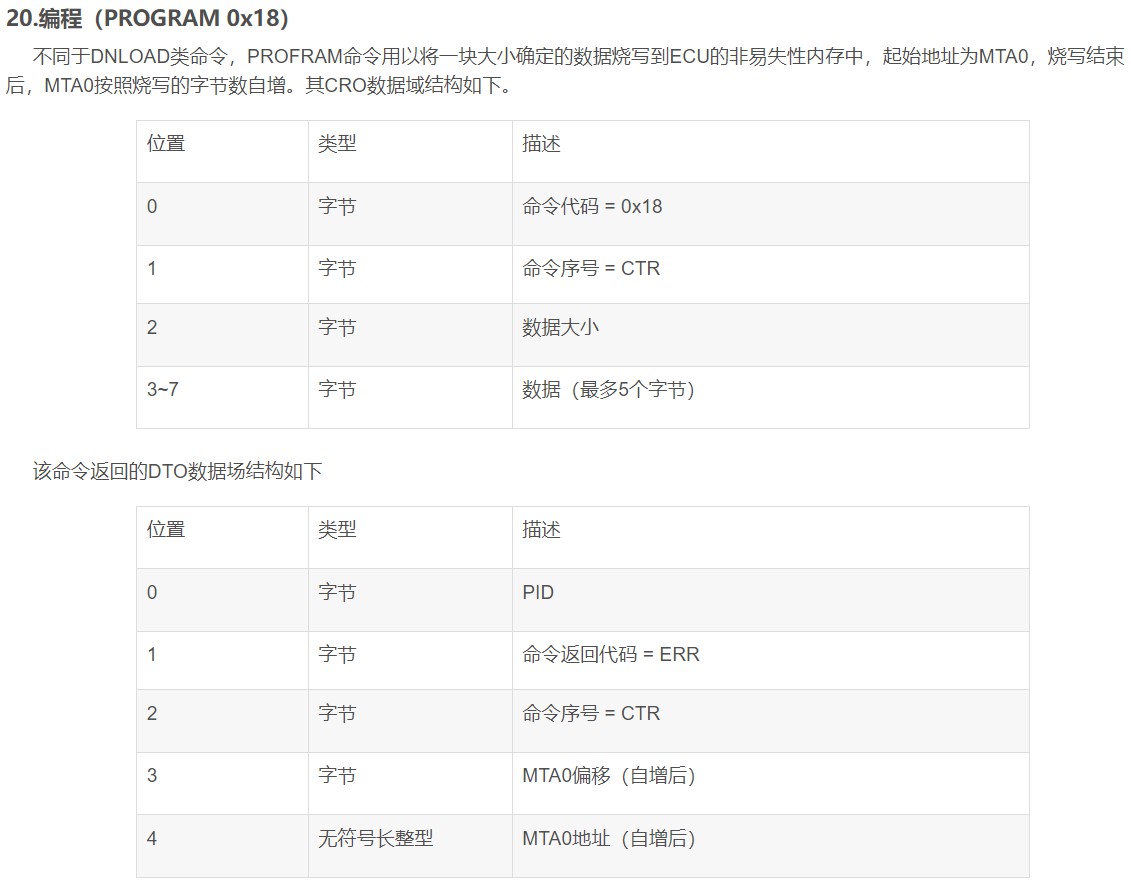 20.编程（PROGRAM 0x18）
不同于DNLOAD类命令，PROFRAM命令用以将一块大小确定的数据烧写到ECU的非易失性内存中，起始地址为MTA0，烧写结束
后，MTA0按照烧写的字节数自增。其CRO数据域结构如下。
位置 类型 描述
0 字节 命令代码 = 0x18
1 字节 命令序号 = CTR
2 字节 数据大小
3~7 字节 数据（最多5个字节）
该命令返回的DTO数据场结构如下
位置 类型 描述
0 字节 PID
1 字节 命令返回代码 = ERR
2 字节 命令序号 = CTR
3 字节 MTA0偏移（自增后）
4 无符号长整型 MTA0地址（自增后）